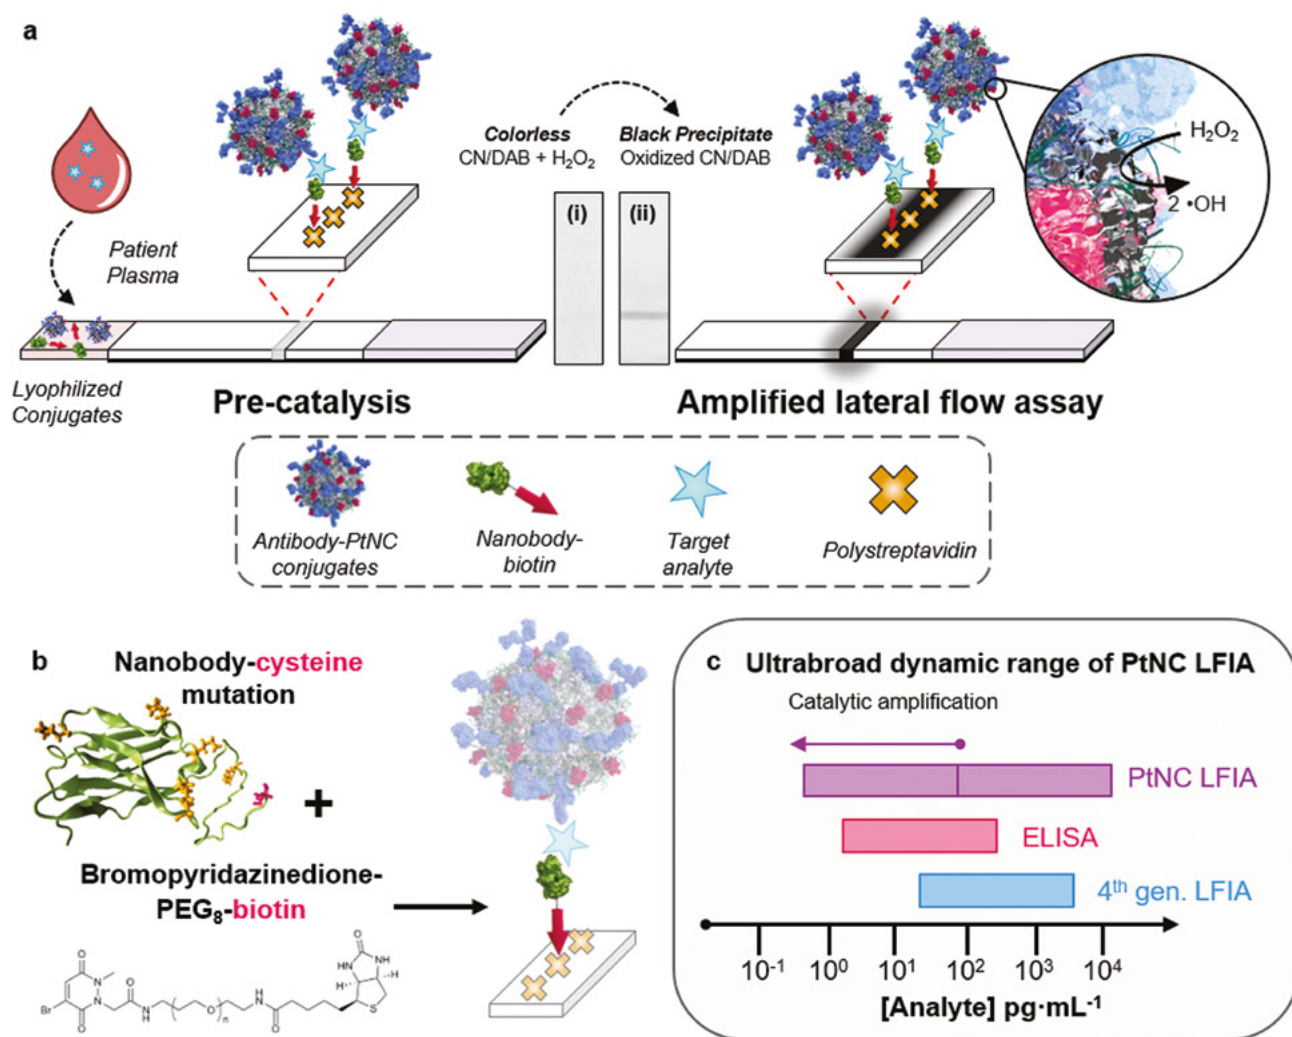 a
Patient
Plasma
Lyophilized
Conjugates
Pre-catalysis
Colorless
CN/DAB + H₂O₂
Black Precipitate
Oxidized CN/DAB
(i)
(ii)
H₂O₂
2 •OH
Amplified lateral flow assay
Antibody-PtNC
conjugates
Nanobody-
biotin
Target
analyte
Polystreptavidin
b
Nanobody-cysteine
mutation
+
Bromopyridazinedione-
PEG₈-biotin
O
N
N
Br
O
O
N
H
O
n
H
N
O
O
HN
NH
H
H
S
c
Ultrabroad dynamic range of PtNC LFIA
Catalytic amplification
PtNC LFIA
ELISA
4ᵗʰ gen. LFIA
10⁻¹ 10⁰ 10¹ 10² 10³ 10⁴
[Analyte] pg·mL⁻¹